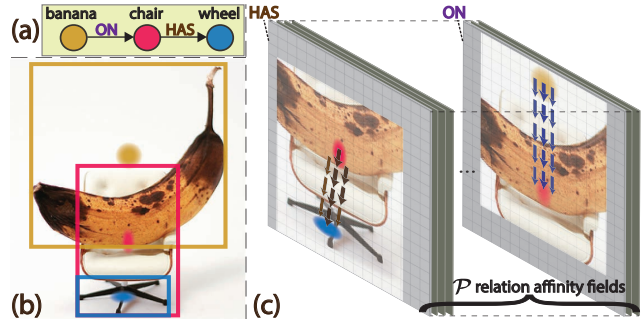 banana chair wheel
(a)
ON HAS
HAS
ON
(b)
(c)
...
P relation affinity fields